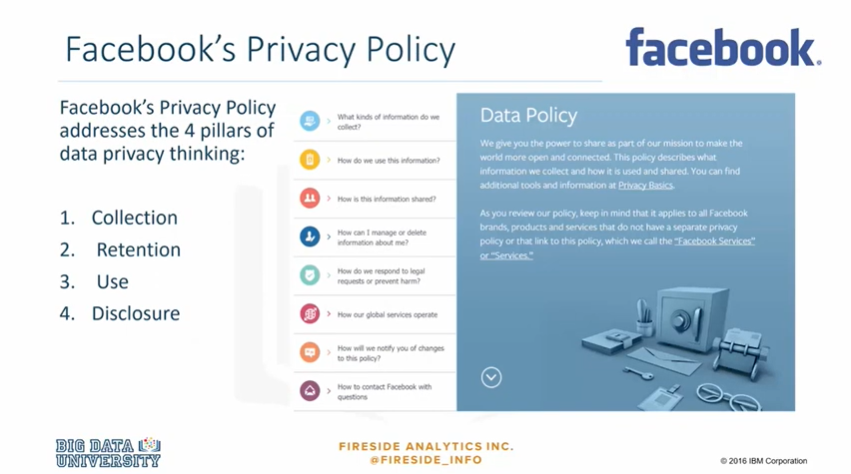 Facebook's Privacy Policy
facebook®
Facebook's Privacy Policy
addresses the 4 pillars of
data privacy thinking:
1. Collection
2. Retention
3. Use
4. Disclosure
What kinds of information do we
collect?
How do we use this information?
How is this information shared?
How can I manage or delete
information about me?
How do we respond to legal
requests or prevent harm?
How our global services operate
How will we notify you of changes
to this policy?
How to contact Facebook with
questions
Data Policy
We give you the power to share as part of our mission to make the
world more open and connected. This policy describes what
information we collect and how it is used and shared. You can find
additional tools and information at Privacy Basics.
As you review our policy, keep in mind that it applies to all Facebook
brands, products and services that do not have a separate privacy
policy or that link to this policy, which we call the “Facebook Services”
or “Services.”
BIG DATA
UNIVERSITY
FIRESIDE ANALYTICS INC.
@FIRESIDE_INFO
© 2016 IBM Corporation